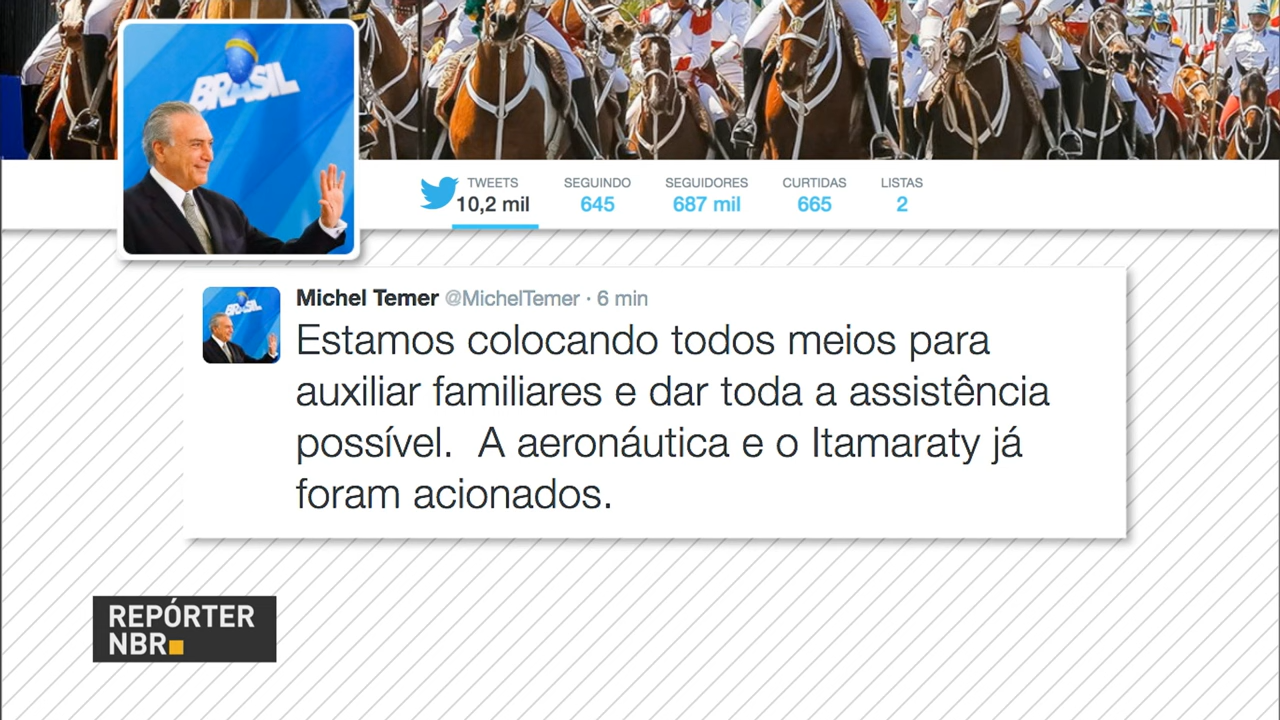 BRASIL
TWEETS SEGUINDO SEGUIDORES CURTIDAS LISTAS
10,2 mil 645 687 mil 665 2
BRASIL
Michel Temer @MichelTemer · 6 min
Estamos colocando todos meios para
auxiliar familiares e dar toda a assistência
possível.  A aeronáutica e o Itamaraty já
foram acionados.
REPÓRTER
NBR